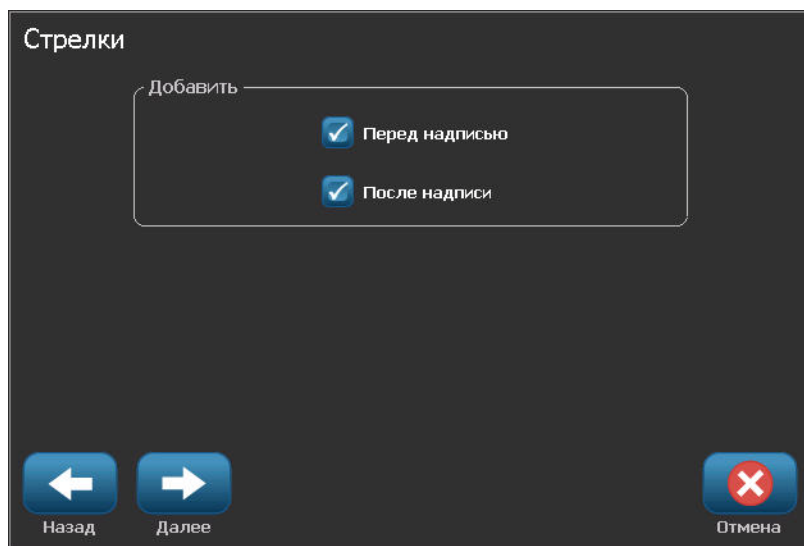 Стрелки
Добавить
Перед надписью
После надписи
Назад
Далее
Отмена